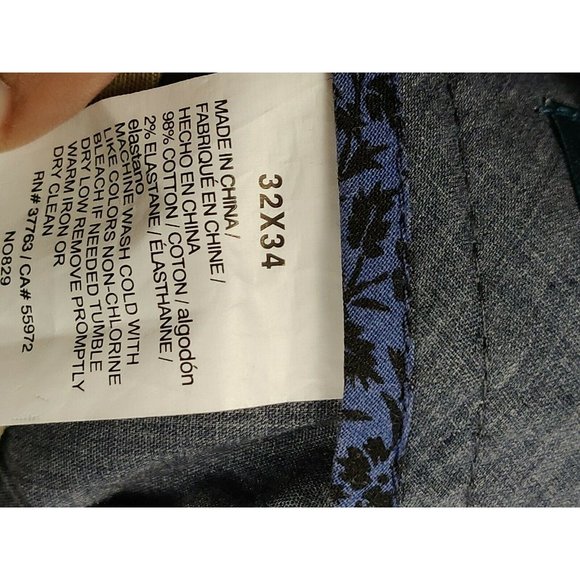 32X34
MADE IN CHINA /
FABRIQUÉ EN CHINE /
HECHO EN CHINA
98% COTTON / COTON / algodón
2% ELASTANE / ÉLASTHANNE /
elastano
MACHINE WASH COLD WITH
LIKE COLORS NON-CHLORINE
BLEACH IF NEEDED TUMBLE
DRY LOW REMOVE PROMPTLY
WARM IRON OR
DRY CLEAN
RN# 37763 / CA# 55972
NO829